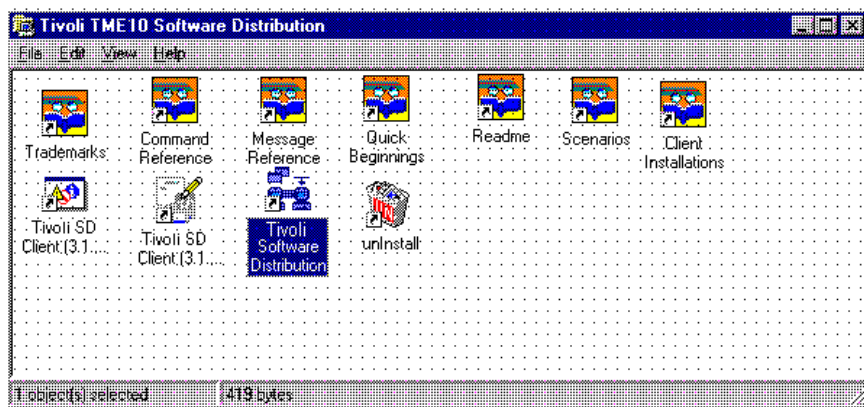 Tivoli TME10 Software Distribution
File Edit View Help
Trademarks
Command
Reference
Message
Reference
Quick
Beginnings
Readme
Scenarios
Client
Installations
Tivoli SD
Client (3.1....
Tivoli SD
Client (3.1....
Tivoli
Software
Distribution
unInstall
1 object(s) selected
419 bytes